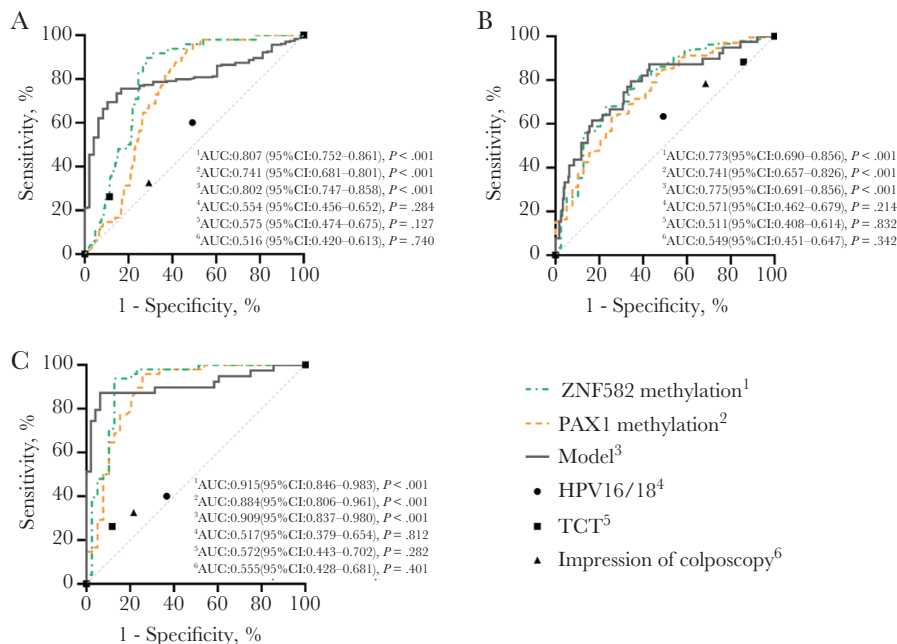 A
100
80
60
40
20
0
Sensitivity, %
¹AUC:0.807 (95%CI:0.752–0.861), P < .001
²AUC:0.741 (95%CI:0.681–0.801), P < .001
³AUC:0.802 (95%CI:0.747–0.858), P < .001
⁴AUC:0.554 (95%CI:0.456–0.652), P = .284
⁵AUC:0.575 (95%CI:0.474–0.675), P = .127
⁶AUC:0.516 (95%CI:0.420–0.613), P = .740
0 20 40 60 80 100
1 - Specificity, %
B
100
80
60
40
20
0
Sensitivity, %
¹AUC:0.773(95%CI:0.690–0.856), P < .001
²AUC:0.741(95%CI:0.657–0.826), P < .001
³AUC:0.775(95%CI:0.691–0.856), P < .001
⁴AUC:0.571(95%CI:0.462–0.679), P = .214
⁵AUC:0.511(95%CI:0.408–0.614), P = .832
⁶AUC:0.549(95%CI:0.451–0.647), P = .342
0 20 40 60 80 100
1 - Specificity, %
C
100
80
60
40
20
0
Sensitivity, %
¹AUC:0.915(95%CI:0.846–0.983), P < .001
²AUC:0.884(95%CI:0.806–0.961), P < .001
³AUC:0.909(95%CI:0.837–0.980), P < .001
⁴AUC:0.517(95%CI:0.379–0.654), P = .812
⁵AUC:0.572(95%CI:0.443–0.702), P = .282
⁶AUC:0.555(95%CI:0.428–0.681), P = .401
0 20 40 60 80 100
1 - Specificity, %
ZNF582 methylation¹
PAX1 methylation²
Model³
HPV16/18⁴
TCT⁵
Impression of colposcopy⁶